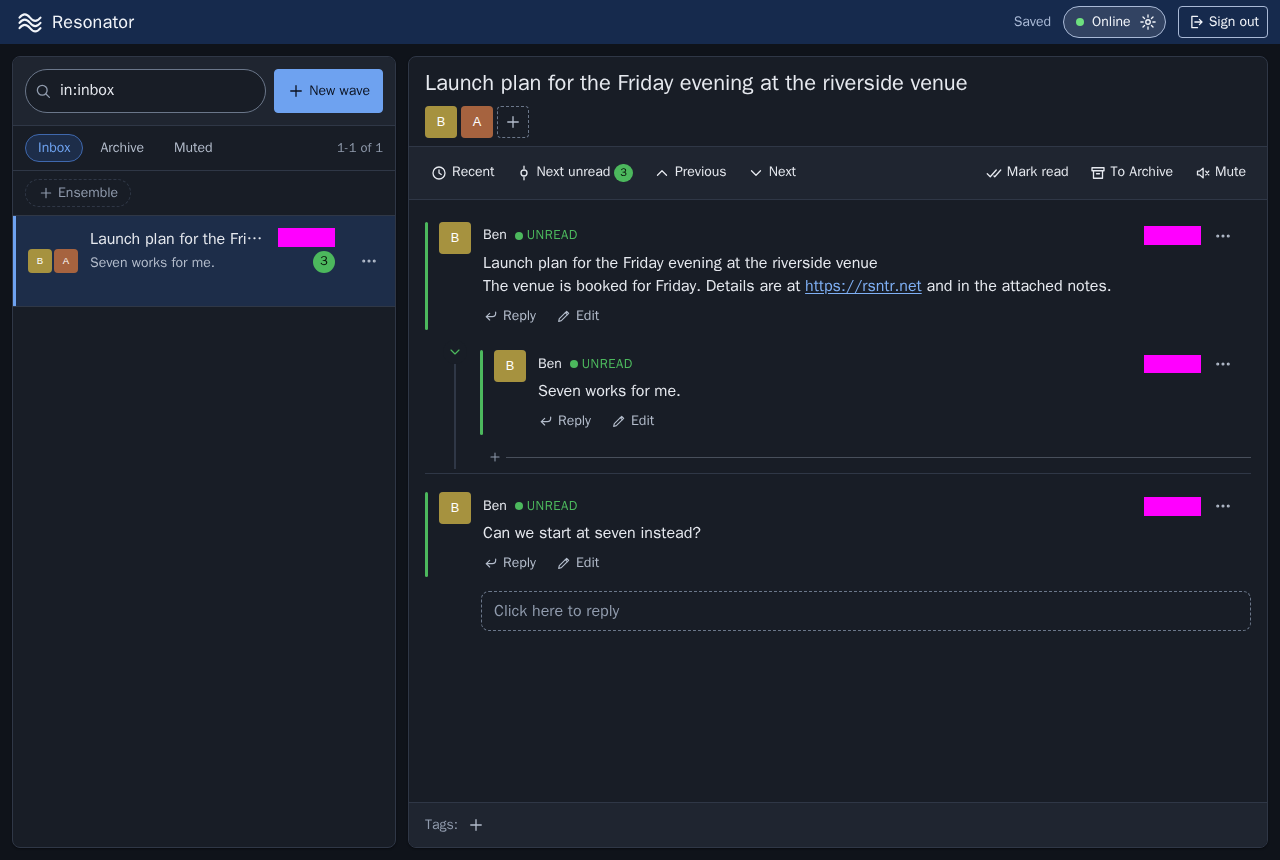 Resonator
Saved
Online
Sign out
in:inbox
New wave
Inbox
Archive
Muted
1-1 of 1
Ensemble
B
A
Launch plan for the Fri···
Seven works for me.
3
Launch plan for the Friday evening at the riverside venue
B
A
Recent
Next unread 3
Previous
Next
Mark read
To Archive
Mute
B
Ben
UNREAD
Launch plan for the Friday evening at the riverside venue
The venue is booked for Friday. Details are at https://rsntr.net and in the attached notes.
Reply
Edit
B
Ben
UNREAD
Seven works for me.
Reply
Edit
B
Ben
UNREAD
Can we start at seven instead?
Reply
Edit
Click here to reply
Tags: